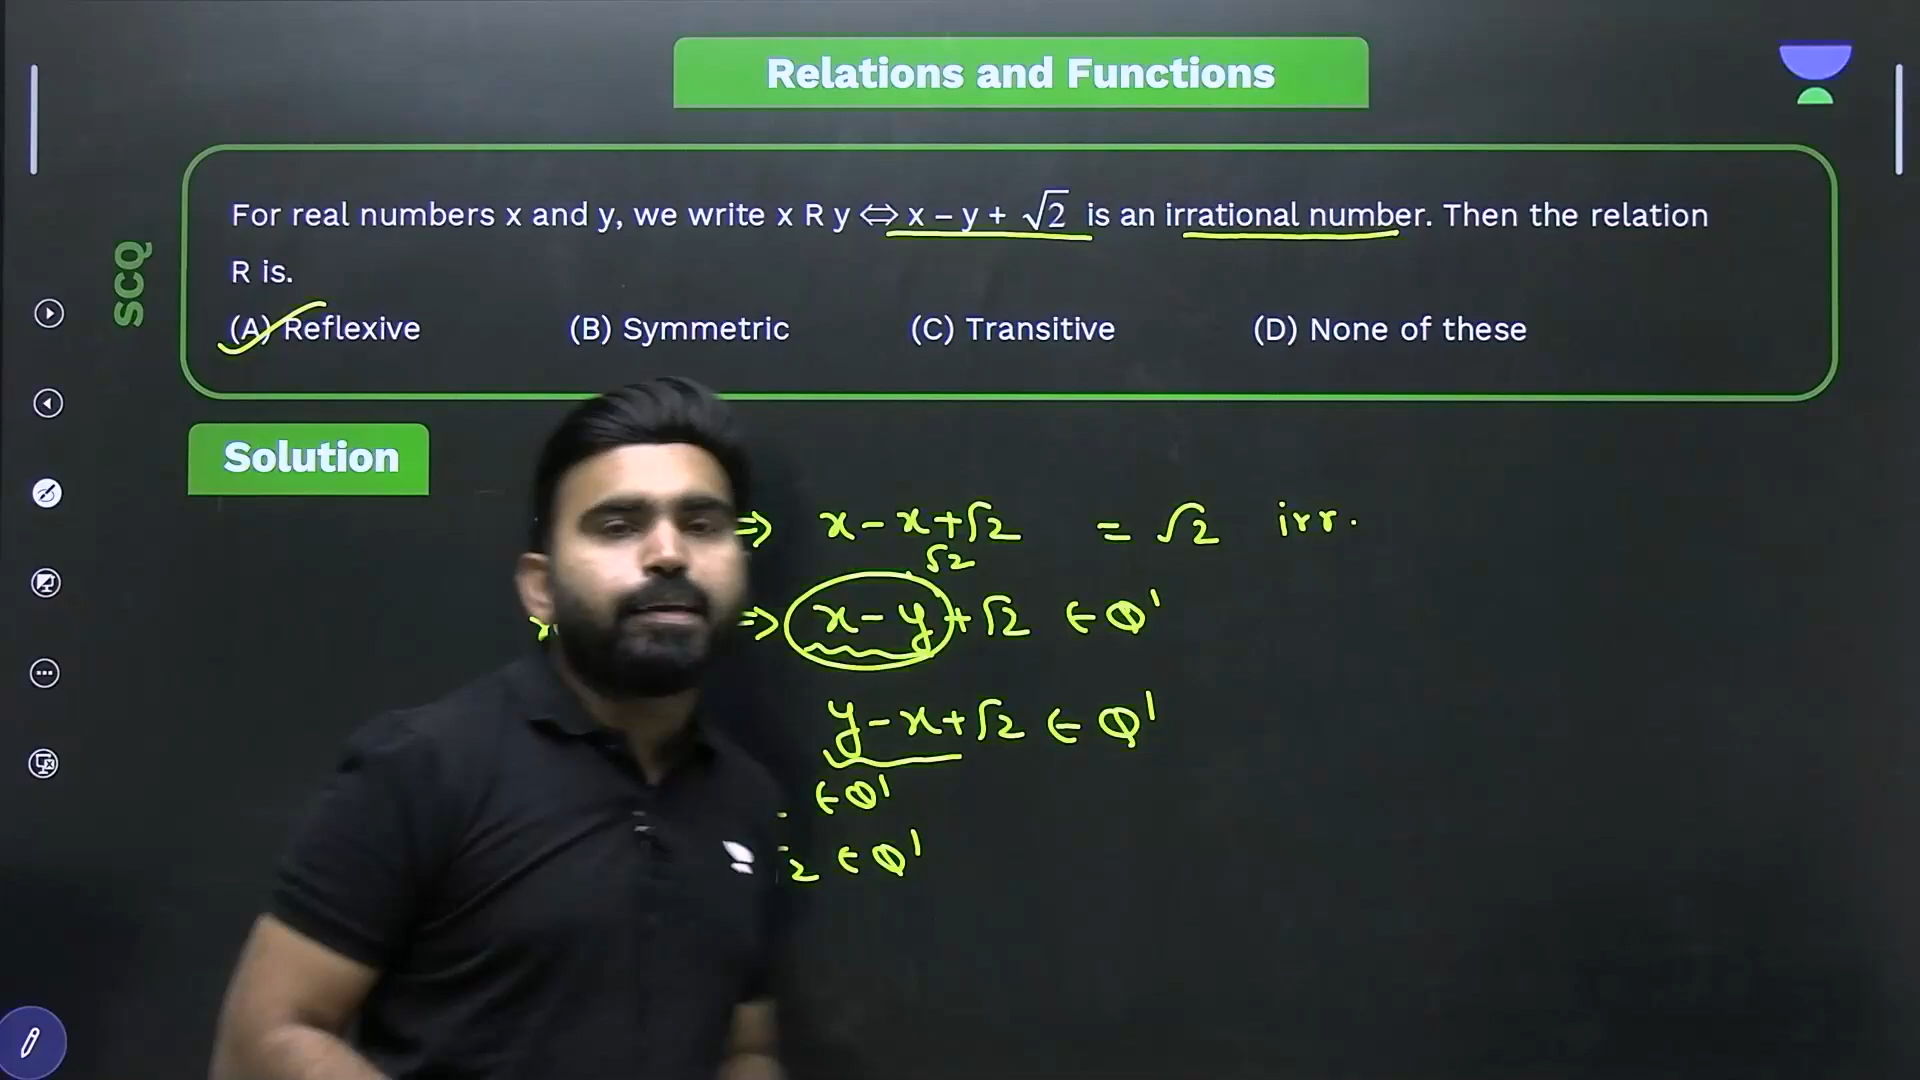 Relations and Functions
SCQ
For real numbers x and y, we write x R y ⇔ x – y + √2 is an irrational number. Then the relation
R is.
(A) Reflexive (B) Symmetric (C) Transitive (D) None of these
Solution
⇒ x - x + √2 = √2 irr.
√2
⇒ x - y + √2 ∈ Q'
y - x + √2 ∈ Q'
∈ Q'
2 ∈ Q'